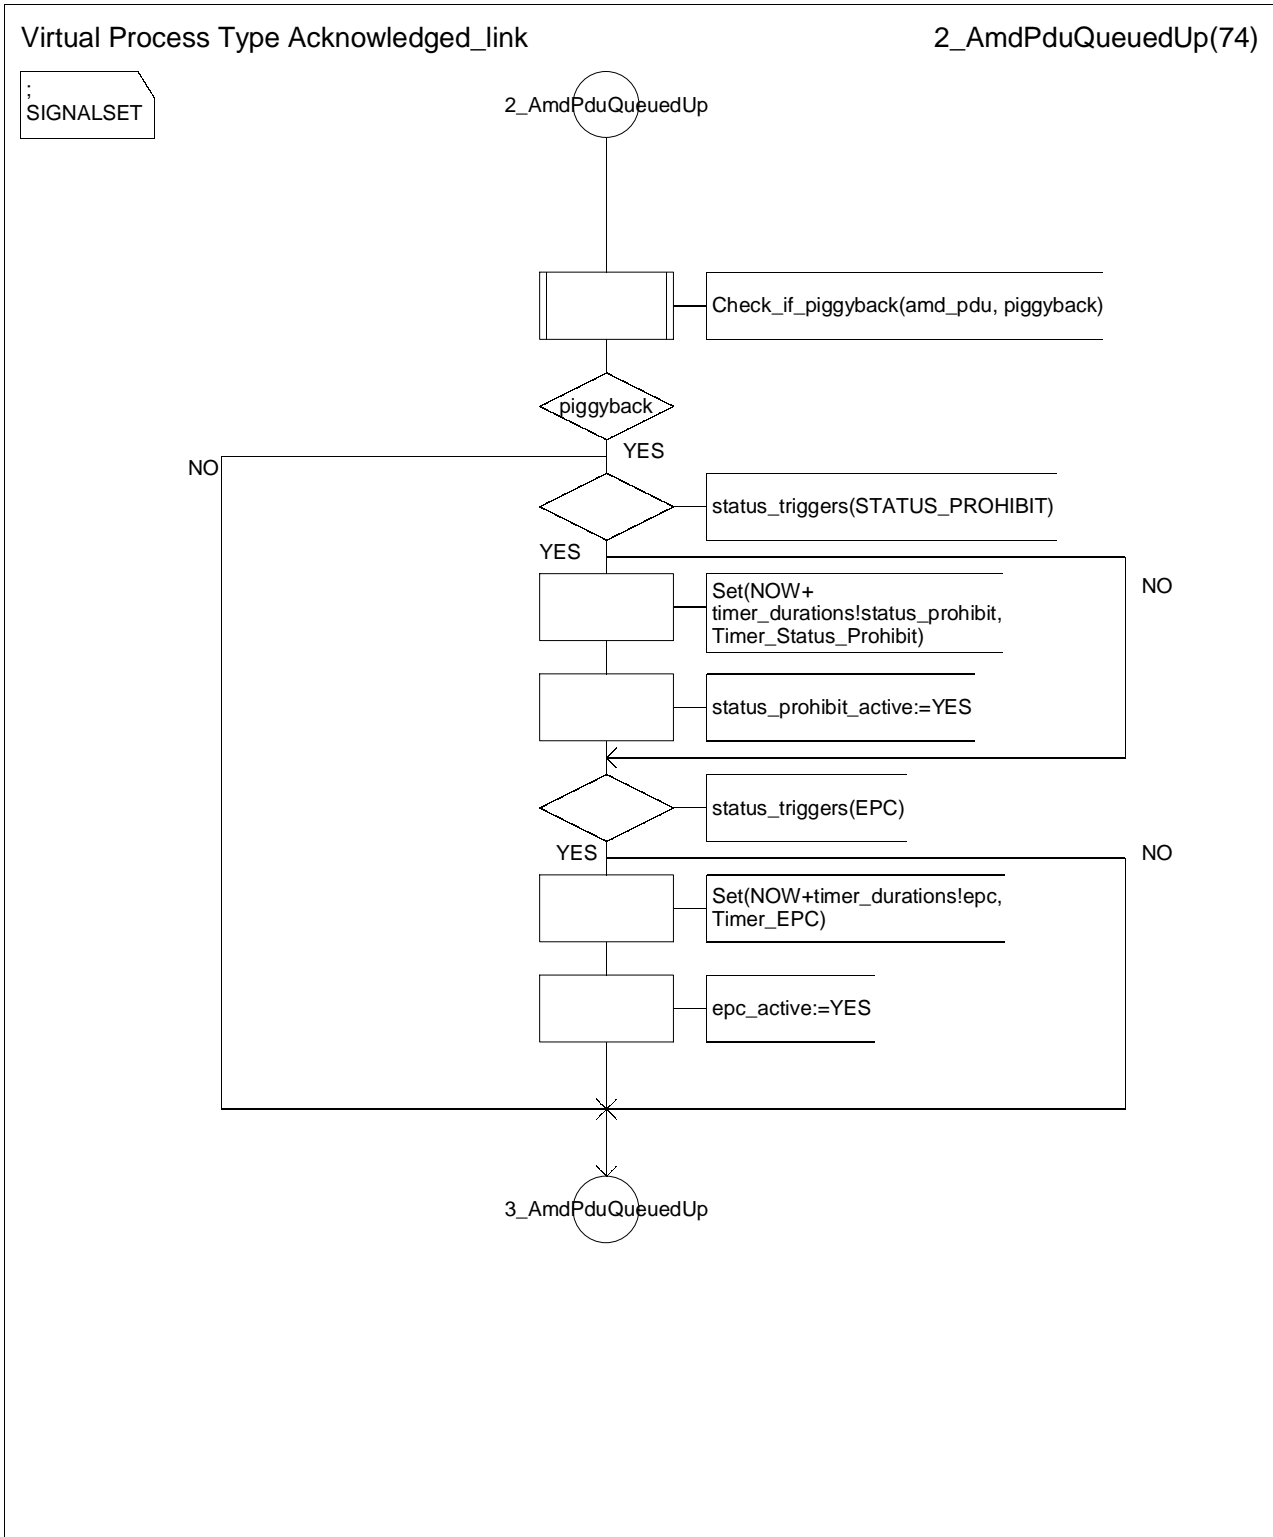 Virtual Process Type Acknowledged_link
2_AmdPduQueuedUp(74)
;
SIGNALSET
2_AmdPduQueuedUp
Check_if_piggyback(amd_pdu, piggyback)
piggyback
YES
NO
status_triggers(STATUS_PROHIBIT)
YES
NO
Set(NOW+
timer_durations!status_prohibit,
Timer_Status_Prohibit)
status_prohibit_active:=YES
status_triggers(EPC)
YES
NO
Set(NOW+timer_durations!epc,
Timer_EPC)
epc_active:=YES
3_AmdPduQueuedUp